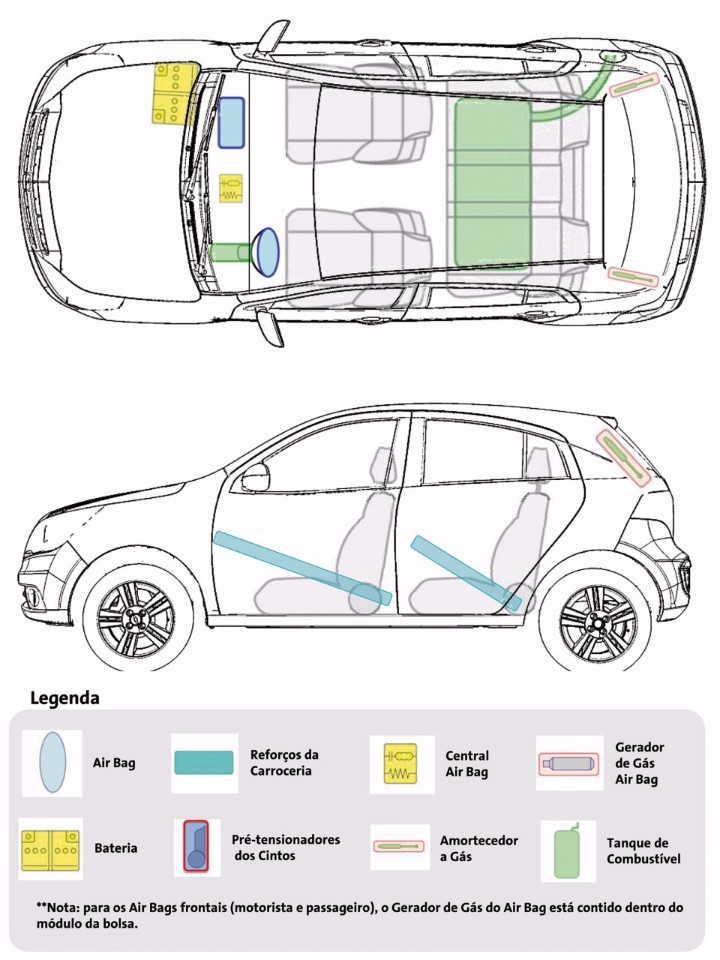 Legenda
Air Bag
Reforços da
Carroceria
Central
Air Bag
Gerador
de Gás
Air Bag
Bateria
Pré-tensionadores
dos Cintos
Amortecedor
a Gás
Tanque de
Combustível
**Nota: para os Air Bags frontais (motorista e passageiro), o Gerador de Gás do Air Bag está contido dentro do
módulo da bolsa.